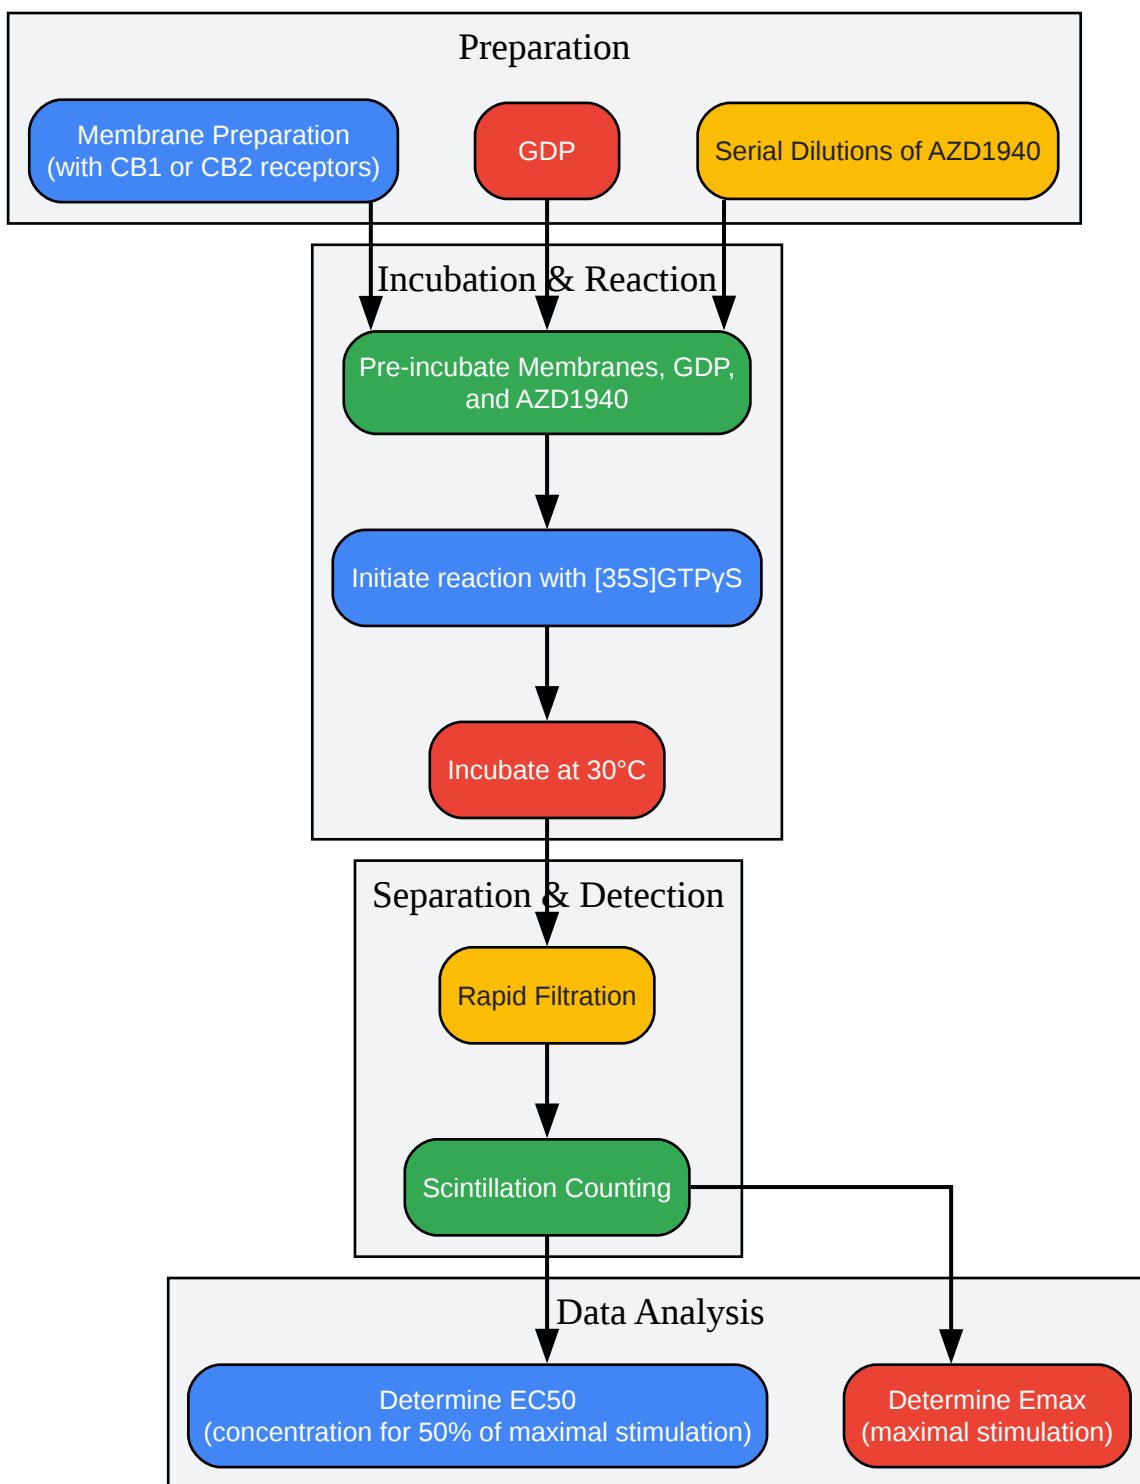 Preparation
Membrane Preparation
(with CB1 or CB2 receptors)
GDP
Serial Dilutions of AZD1940
Incubation & Reaction
Pre-incubate Membranes, GDP,
and AZD1940
Initiate reaction with [35S]GTPγS
Incubate at 30°C
Separation & Detection
Rapid Filtration
Scintillation Counting
Data Analysis
Determine EC50
(concentration for 50% of maximal stimulation)
Determine Emax
(maximal stimulation)